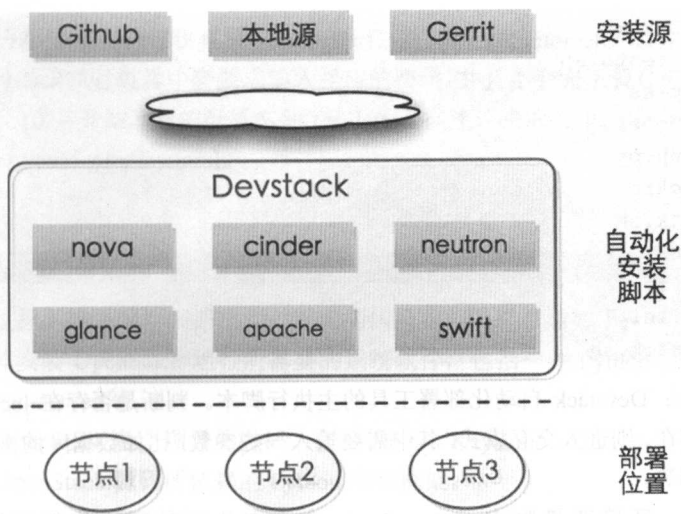 Github 本地源 Gerrit 安装源
Devstack
nova cinder neutron
自动化
安装
脚本
glance apache swift
节点1 节点2 节点3
部署
位置